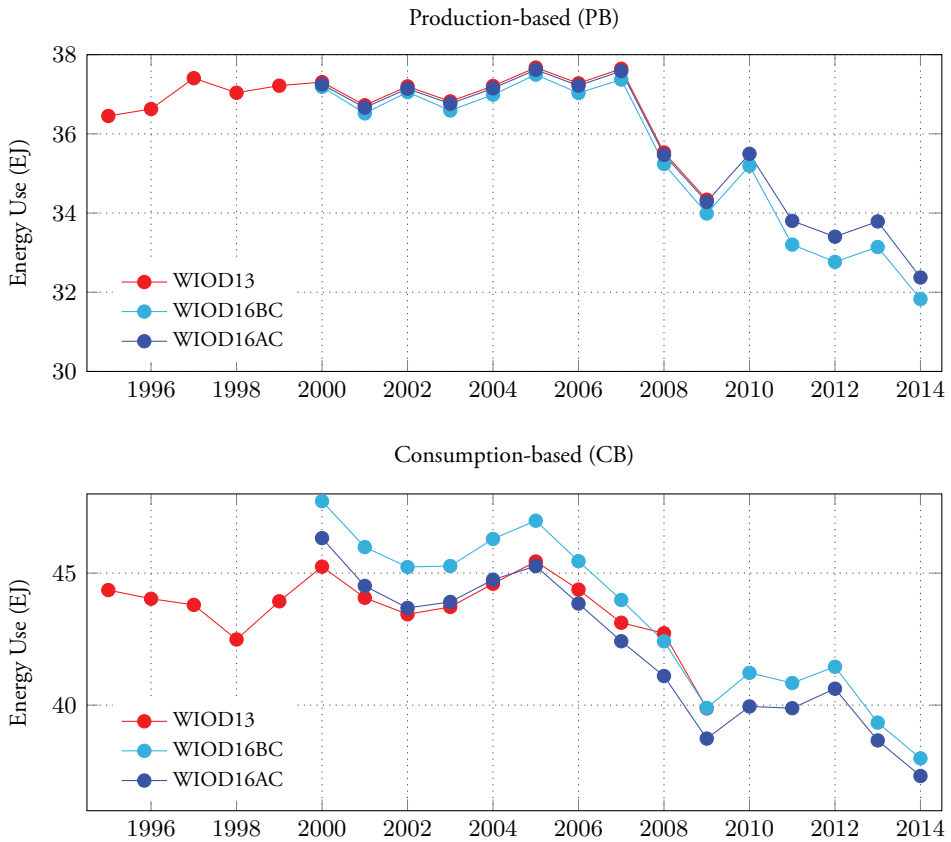 Production-based (PB)
38
36
34
32
30
Energy Use (EJ)
WIOD13
WIOD16BC
WIOD16AC
1996 1998 2000 2002 2004 2006 2008 2010 2012 2014
Consumption-based (CB)
45
40
Energy Use (EJ)
WIOD13
WIOD16BC
WIOD16AC
1996 1998 2000 2002 2004 2006 2008 2010 2012 2014